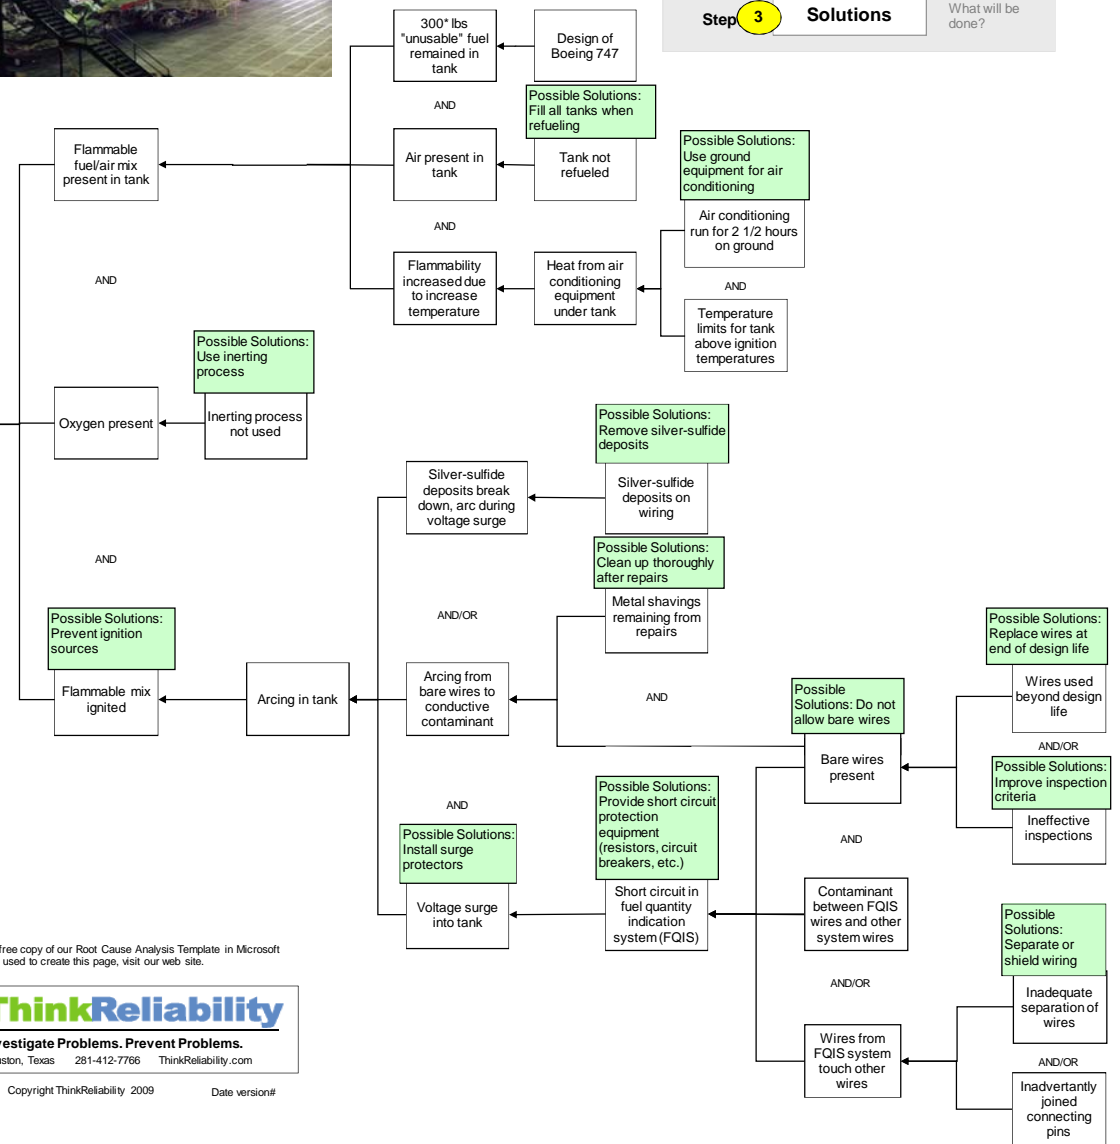 Step 3
Solutions
What will be
done?
300* lbs
"unusable" fuel
remained in
tank
Design of
Boeing 747
AND
Possible Solutions:
Fill all tanks when
refueling
Flammable
fuel/air mix
present in tank
Air present in
tank
Tank not
refueled
Possible Solutions:
Use ground
equipment for air
conditioning
AND
Air conditioning
run for 2 1/2 hours
on ground
AND
Flammability
increased due
to increase
temperature
Heat from air
conditioning
equipment
under tank
AND
Temperature
limits for tank
above ignition
temperatures
Possible Solutions:
Use inerting
process
Oxygen present
Inerting process
not used
Possible Solutions:
Remove silver-sulfide
deposits
Silver-sulfide
deposits break
down, arc during
voltage surge
Silver-sulfide
deposits on
wiring
AND
Possible Solutions:
Clean up thoroughly
after repairs
Metal shavings
remaining from
repairs
AND/OR
Possible Solutions:
Prevent ignition
sources
Flammable mix
ignited
Arcing in tank
Arcing from
bare wires to
conductive
contaminant
AND
Possible Solutions:
Replace wires at
end of design life
Wires used
beyond design
life
Possible
Solutions: Do not
allow bare wires
Bare wires
present
AND/OR
Possible Solutions:
Improve inspection
criteria
Ineffective
inspections
AND
Possible Solutions:
Install surge
protectors
Voltage surge
into tank
Possible Solutions:
Provide short circuit
protection
equipment
(resistors, circuit
breakers, etc.)
Short circuit in
fuel quantity
indication
system (FQIS)
AND
Contaminant
between FQIS
wires and other
system wires
AND/OR
Possible
Solutions:
Separate or
shield wiring
Inadequate
separation of
wires
Wires from
FQIS system
touch other
wires
AND/OR
Inadvertantly
joined
connecting
pins
free copy of our Root Cause Analysis Template in Microsoft
used to create this page, visit our web site.
ThinkReliability
vestigate Problems. Prevent Problems.
uston, Texas 281-412-7766 ThinkReliability.com
Copyright ThinkReliability 2009 Date version#